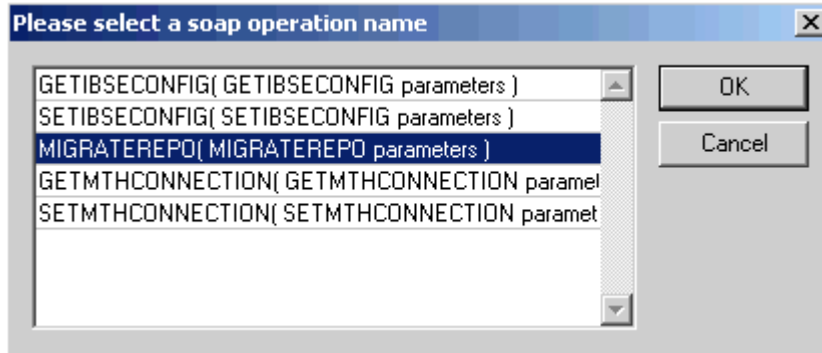 Please select a soap operation name
GETIBSECONFIG( GETIBSECONFIG parameters )
SETIBSECONFIG( SETIBSECONFIG parameters )
MIGRATEREPO( MIGRATEREPO parameters )
GETMTHCONNECTION( GETMTHCONNECTION paramet
SETMTHCONNECTION( SETMTHCONNECTION paramet
OK
Cancel